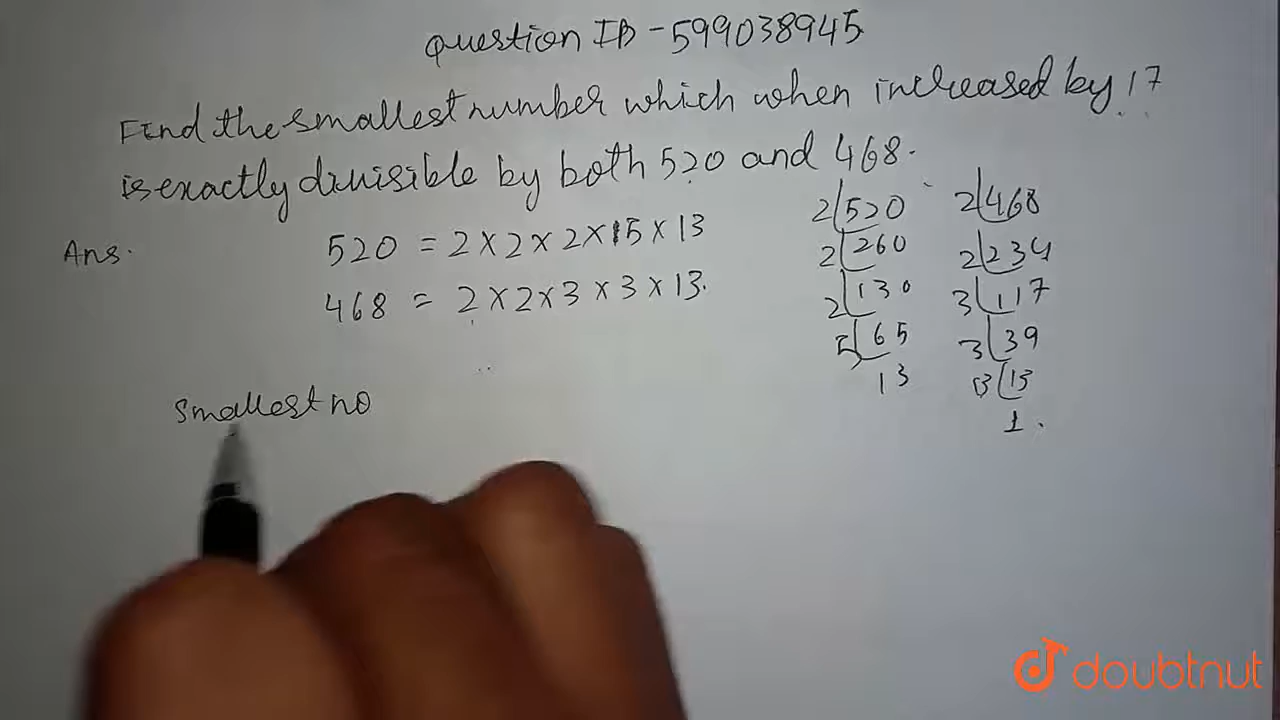 Question ID - 599038945
Find the smallest number which when increased by 17
is exactly divisible by both 520 and 468.
Ans.
520 = 2 × 2 × 2 × 5 × 13
468 = 2 × 2 × 3 × 3 × 13.
2 520
2 260
2 130
5 65
13
2 468
2 234
3 117
3 39
13 13
1.
Smallest no
doubtnut